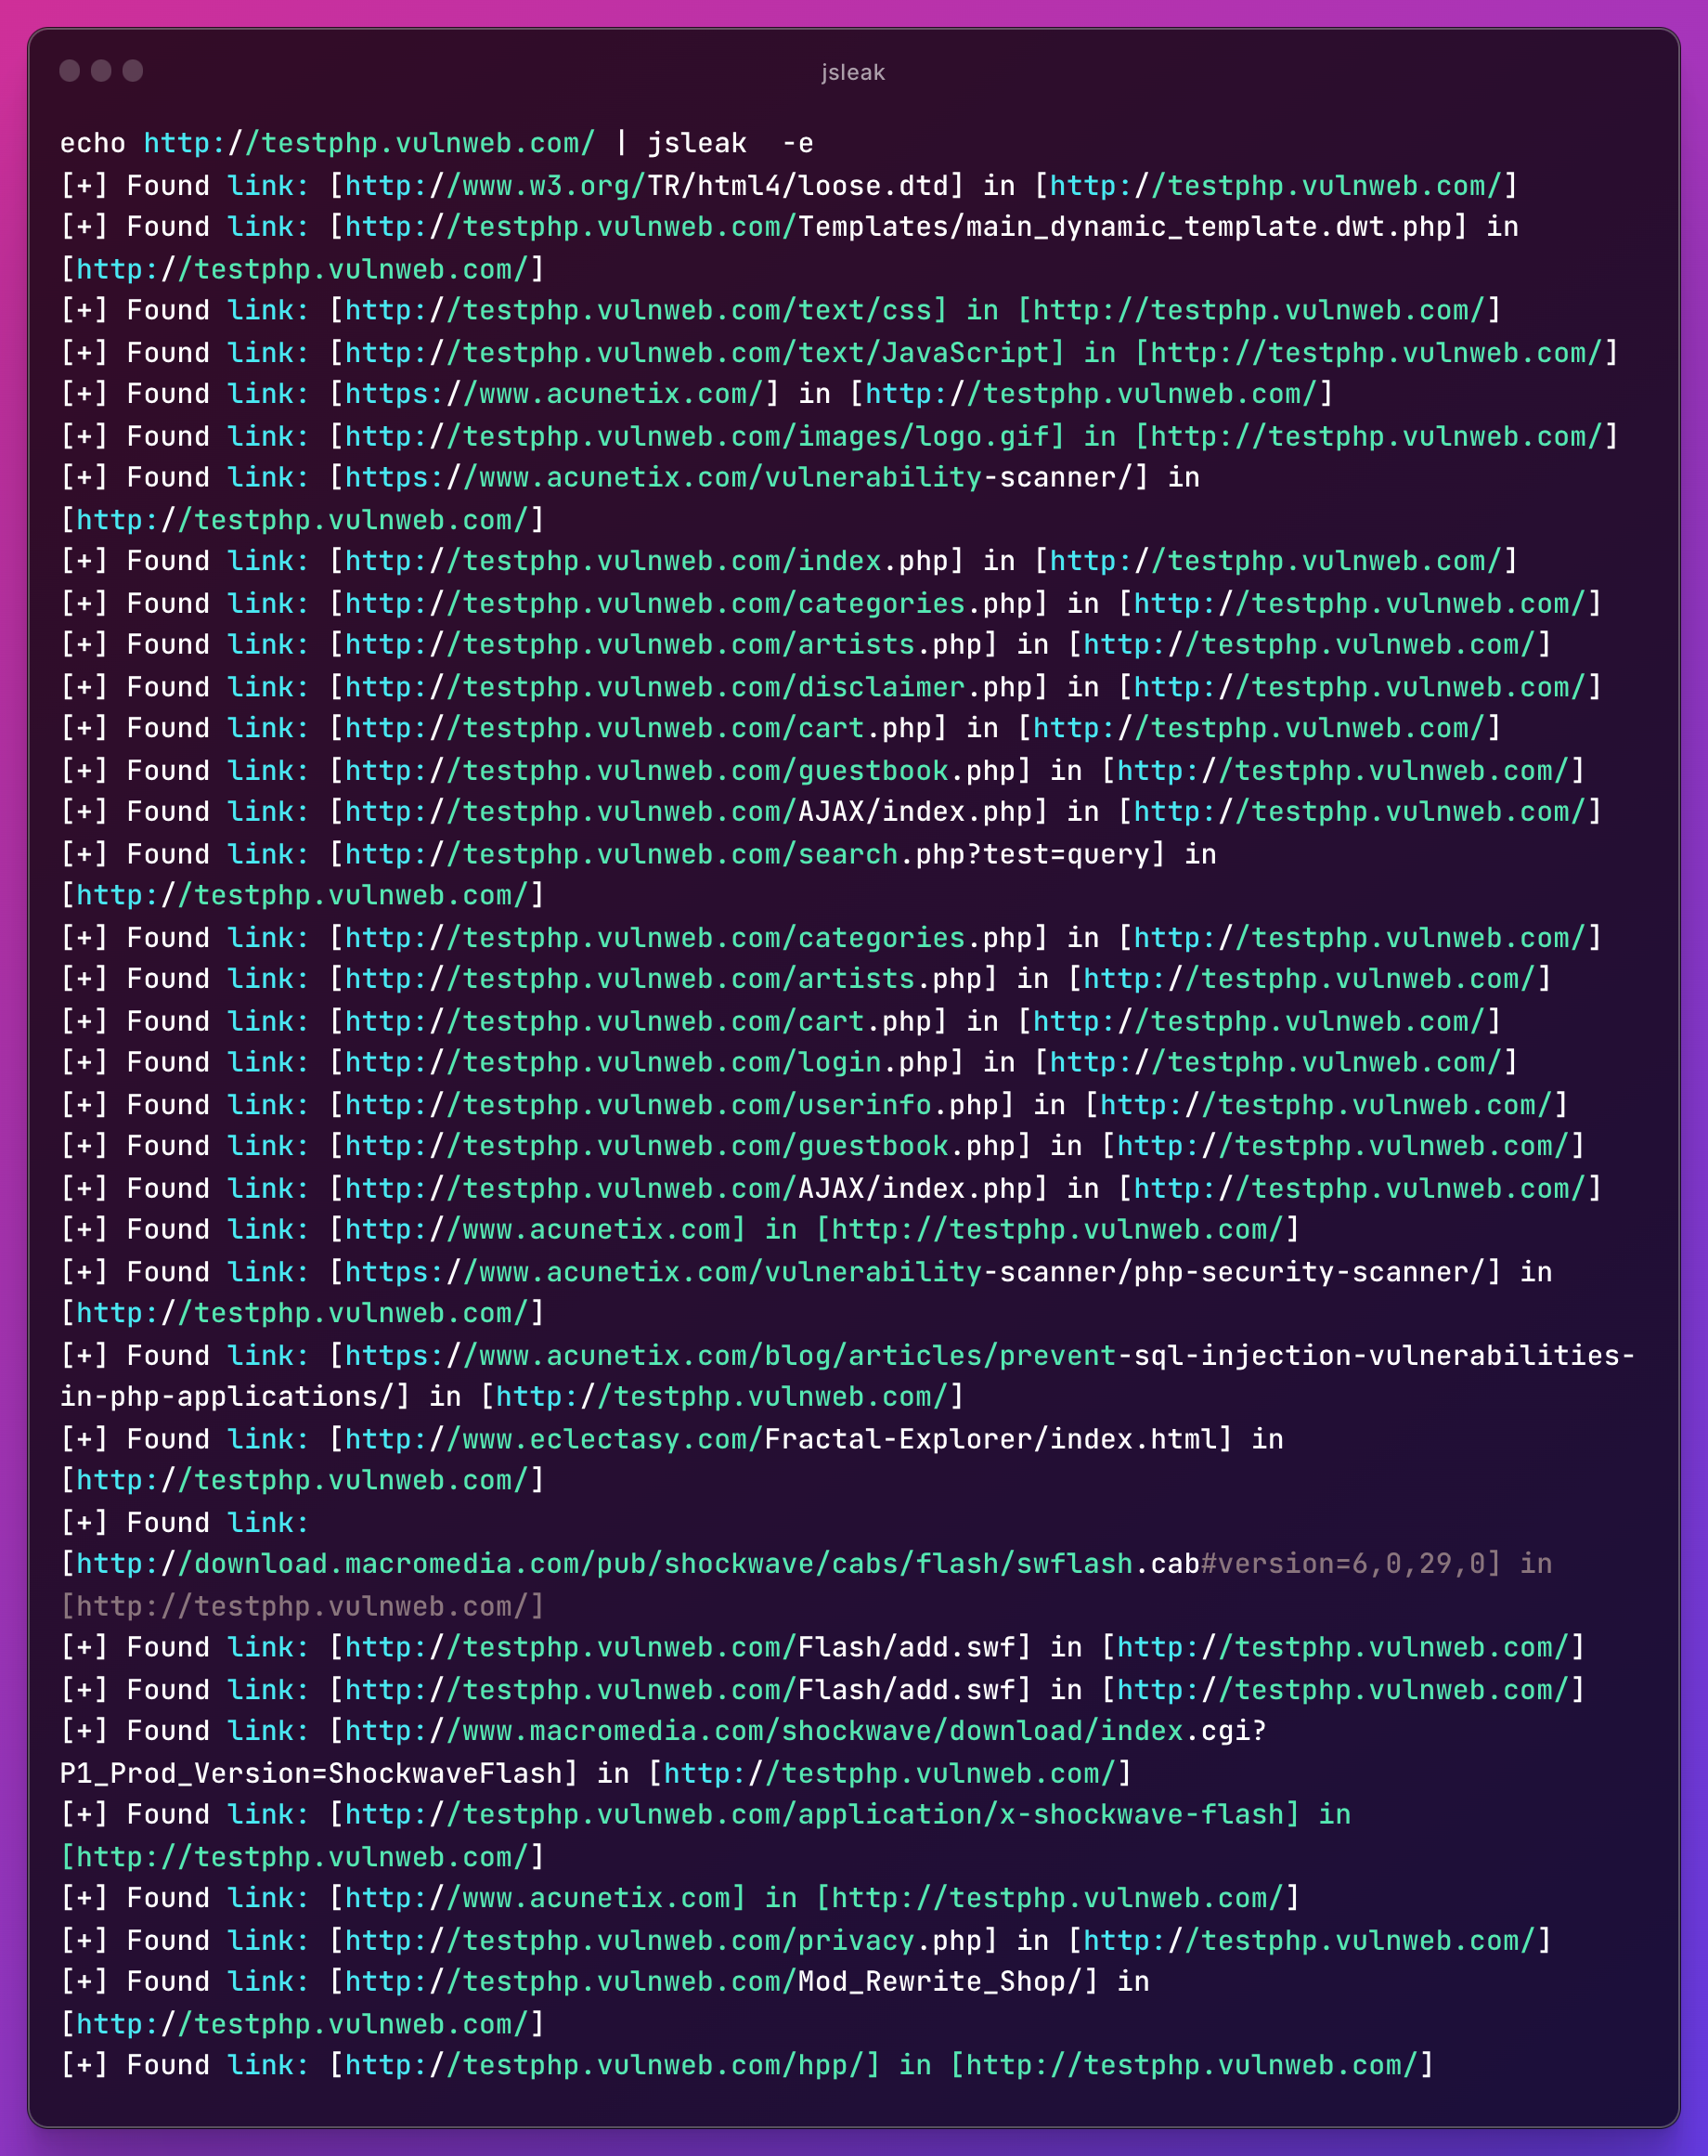 jsleak
echo http://testphp.vulnweb.com/ | jsleak  -e
[+] Found link: [http://www.w3.org/TR/html4/loose.dtd] in [http://testphp.vulnweb.com/]
[+] Found link: [http://testphp.vulnweb.com/Templates/main_dynamic_template.dwt.php] in
[http://testphp.vulnweb.com/]
[+] Found link: [http://testphp.vulnweb.com/text/css] in [http://testphp.vulnweb.com/]
[+] Found link: [http://testphp.vulnweb.com/text/JavaScript] in [http://testphp.vulnweb.com/]
[+] Found link: [https://www.acunetix.com/] in [http://testphp.vulnweb.com/]
[+] Found link: [http://testphp.vulnweb.com/images/logo.gif] in [http://testphp.vulnweb.com/]
[+] Found link: [https://www.acunetix.com/vulnerability-scanner/] in
[http://testphp.vulnweb.com/]
[+] Found link: [http://testphp.vulnweb.com/index.php] in [http://testphp.vulnweb.com/]
[+] Found link: [http://testphp.vulnweb.com/categories.php] in [http://testphp.vulnweb.com/]
[+] Found link: [http://testphp.vulnweb.com/artists.php] in [http://testphp.vulnweb.com/]
[+] Found link: [http://testphp.vulnweb.com/disclaimer.php] in [http://testphp.vulnweb.com/]
[+] Found link: [http://testphp.vulnweb.com/cart.php] in [http://testphp.vulnweb.com/]
[+] Found link: [http://testphp.vulnweb.com/guestbook.php] in [http://testphp.vulnweb.com/]
[+] Found link: [http://testphp.vulnweb.com/AJAX/index.php] in [http://testphp.vulnweb.com/]
[+] Found link: [http://testphp.vulnweb.com/search.php?test=query] in
[http://testphp.vulnweb.com/]
[+] Found link: [http://testphp.vulnweb.com/categories.php] in [http://testphp.vulnweb.com/]
[+] Found link: [http://testphp.vulnweb.com/artists.php] in [http://testphp.vulnweb.com/]
[+] Found link: [http://testphp.vulnweb.com/cart.php] in [http://testphp.vulnweb.com/]
[+] Found link: [http://testphp.vulnweb.com/login.php] in [http://testphp.vulnweb.com/]
[+] Found link: [http://testphp.vulnweb.com/userinfo.php] in [http://testphp.vulnweb.com/]
[+] Found link: [http://testphp.vulnweb.com/guestbook.php] in [http://testphp.vulnweb.com/]
[+] Found link: [http://testphp.vulnweb.com/AJAX/index.php] in [http://testphp.vulnweb.com/]
[+] Found link: [http://www.acunetix.com] in [http://testphp.vulnweb.com/]
[+] Found link: [https://www.acunetix.com/vulnerability-scanner/php-security-scanner/] in
[http://testphp.vulnweb.com/]
[+] Found link: [https://www.acunetix.com/blog/articles/prevent-sql-injection-vulnerabilities-
in-php-applications/] in [http://testphp.vulnweb.com/]
[+] Found link: [http://www.eclectasy.com/Fractal-Explorer/index.html] in
[http://testphp.vulnweb.com/]
[+] Found link:
[http://download.macromedia.com/pub/shockwave/cabs/flash/swflash.cab#version=6,0,29,0] in
[http://testphp.vulnweb.com/]
[+] Found link: [http://testphp.vulnweb.com/Flash/add.swf] in [http://testphp.vulnweb.com/]
[+] Found link: [http://testphp.vulnweb.com/Flash/add.swf] in [http://testphp.vulnweb.com/]
[+] Found link: [http://www.macromedia.com/shockwave/download/index.cgi?
P1_Prod_Version=ShockwaveFlash] in [http://testphp.vulnweb.com/]
[+] Found link: [http://testphp.vulnweb.com/application/x-shockwave-flash] in
[http://testphp.vulnweb.com/]
[+] Found link: [http://www.acunetix.com] in [http://testphp.vulnweb.com/]
[+] Found link: [http://testphp.vulnweb.com/privacy.php] in [http://testphp.vulnweb.com/]
[+] Found link: [http://testphp.vulnweb.com/Mod_Rewrite_Shop/] in
[http://testphp.vulnweb.com/]
[+] Found link: [http://testphp.vulnweb.com/hpp/] in [http://testphp.vulnweb.com/]